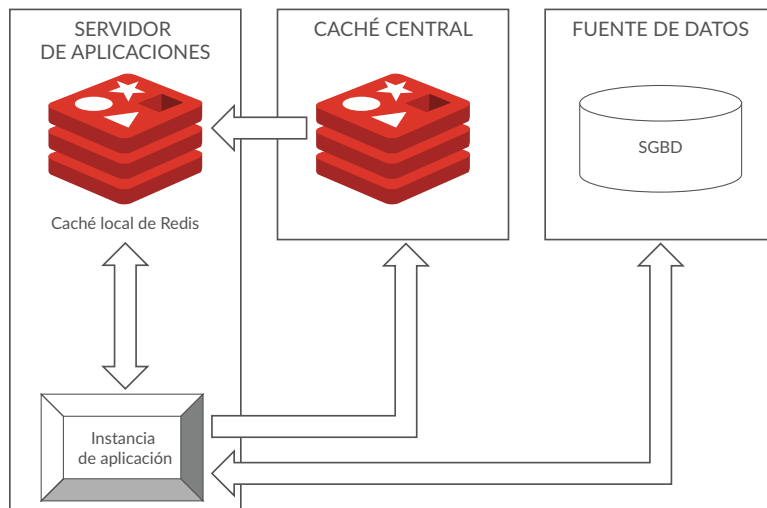 SERVIDOR
DE APLICACIONES
CACHÉ CENTRAL
FUENTE DE DATOS
SGBD
Caché local de Redis
Instancia
de aplicación